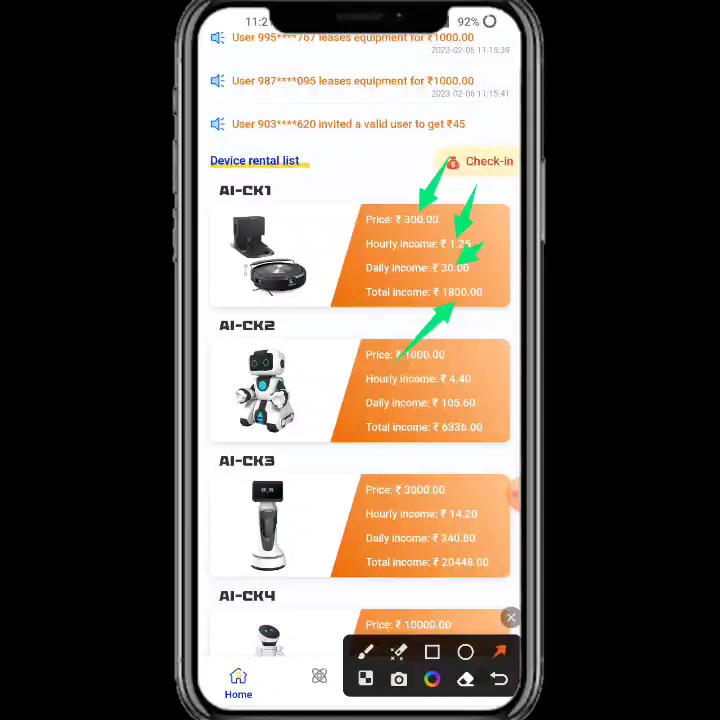 11:21
92%
User 995****767 leases equipment for ₹1000.00
2023-02-06 11:15:39
User 987****095 leases equipment for ₹1000.00
2023-02-06 11:15:41
User 903****620 invited a valid user to get ₹45
Device rental list
Check-in
AI-CK1
Price: ₹ 300.00
Hourly income: ₹ 1.25
Daily income: ₹ 30.00
Total income: ₹ 1800.00
AI-CK2
Price: ₹ 1000.00
Hourly income: ₹ 4.40
Daily income: ₹ 105.60
Total income: ₹ 6336.00
AI-CK3
Price: ₹ 3000.00
Hourly income: ₹ 14.20
Daily income: ₹ 340.80
Total income: ₹ 20448.00
AI-CK4
Price: ₹ 10000.00
Home